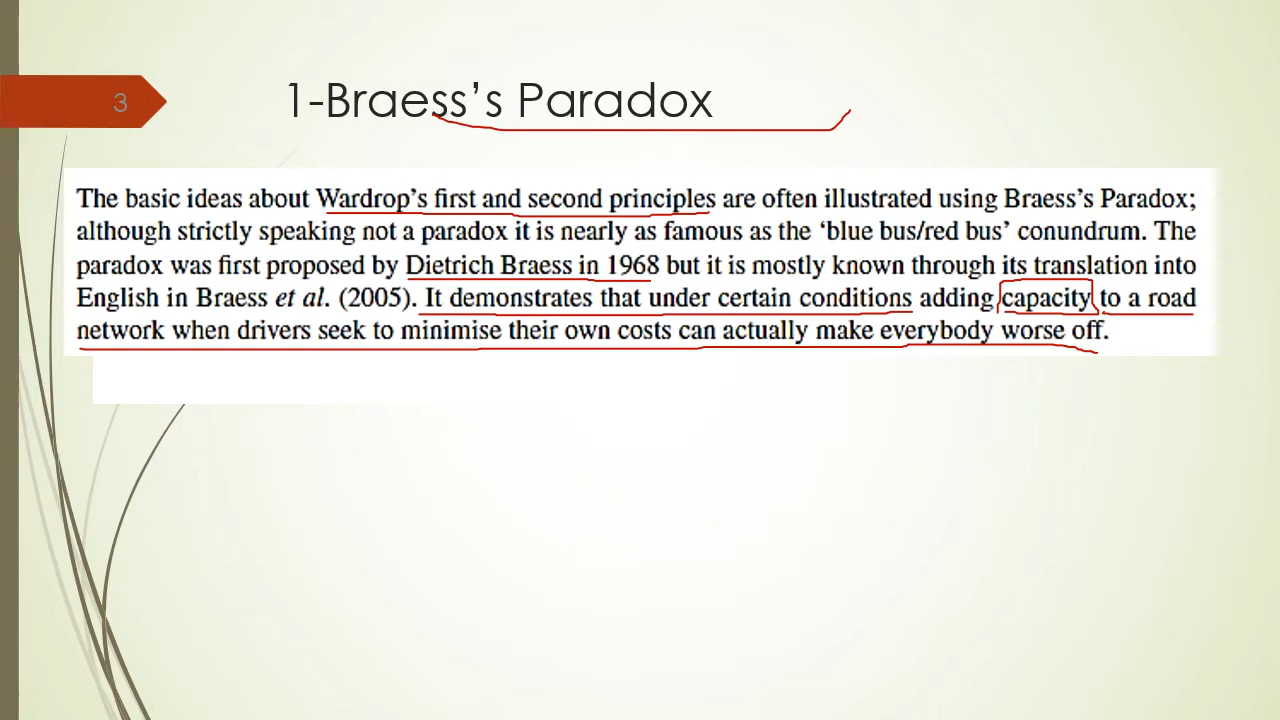 3
1-Braess’s Paradox
The basic ideas about Wardrop’s first and second principles are often illustrated using Braess’s Paradox;
although strictly speaking not a paradox it is nearly as famous as the ‘blue bus/red bus’ conundrum. The
paradox was first proposed by Dietrich Braess in 1968 but it is mostly known through its translation into
English in Braess et al. (2005). It demonstrates that under certain conditions adding capacity to a road
network when drivers seek to minimise their own costs can actually make everybody worse off.